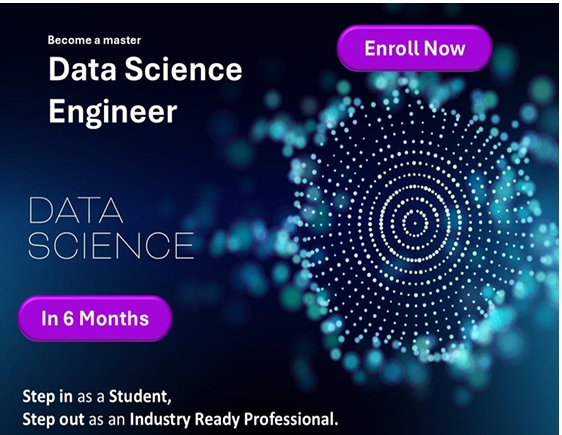 Become a master
Data Science
Engineer
Enroll Now
DATA
SCIENCE
In 6 Months
Step in as a Student,
Step out as an Industry Ready Professional.